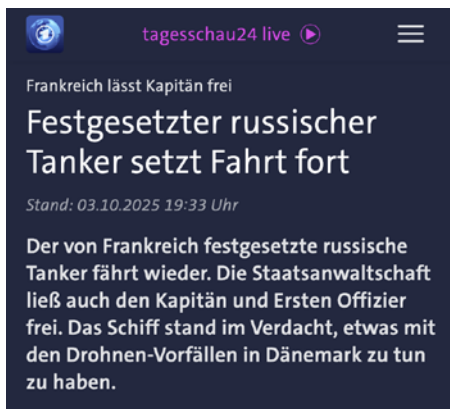 tagesschau24 live
Frankreich lässt Kapitän frei
Festgesetzter russischer
Tanker setzt Fahrt fort
Stand: 03.10.2025 19:33 Uhr
Der von Frankreich festgesetzte russische
Tanker fährt wieder. Die Staatsanwaltschaft
ließ auch den Kapitän und Ersten Offizier
frei. Das Schiff stand im Verdacht, etwas mit
den Drohnen-Vorfällen in Dänemark zu tun
zu haben.